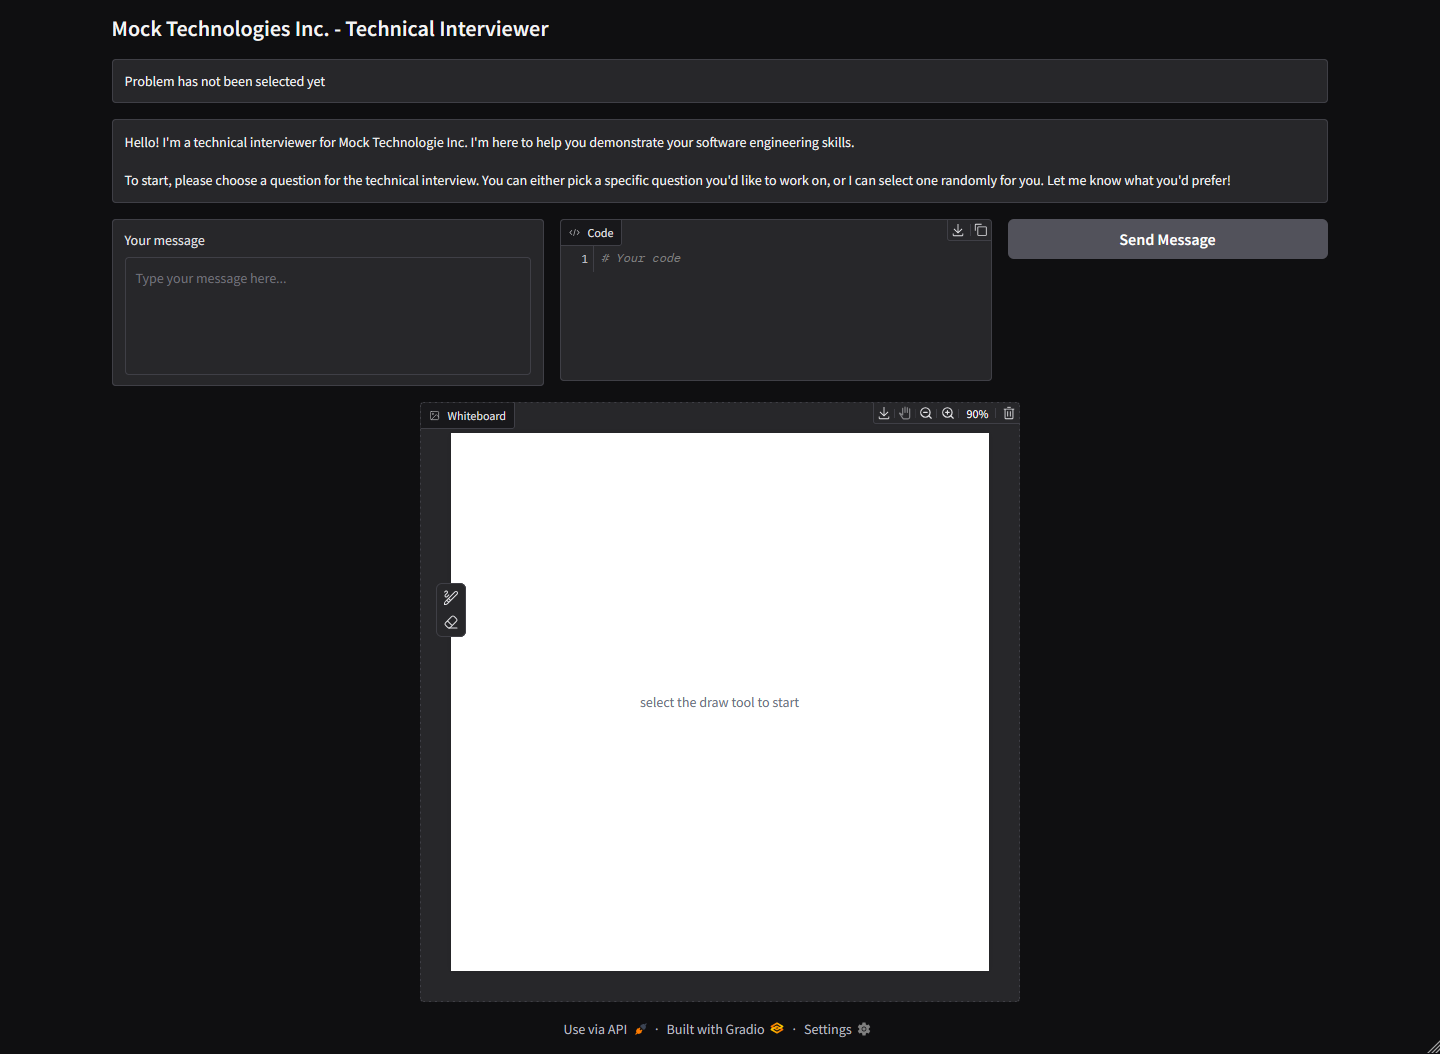 Mock Technologies Inc. - Technical Interviewer
Problem has not been selected yet
Hello! I'm a technical interviewer for Mock Technologie Inc. I'm here to help you demonstrate your software engineering skills.
To start, please choose a question for the technical interview. You can either pick a specific question you'd like to work on, or I can select one randomly for you. Let me know what you'd prefer!
Your message
Type your message here...
Code
1 # Your code
Send Message
Whiteboard
90%
select the draw tool to start
Use via API · Built with Gradio · Settings